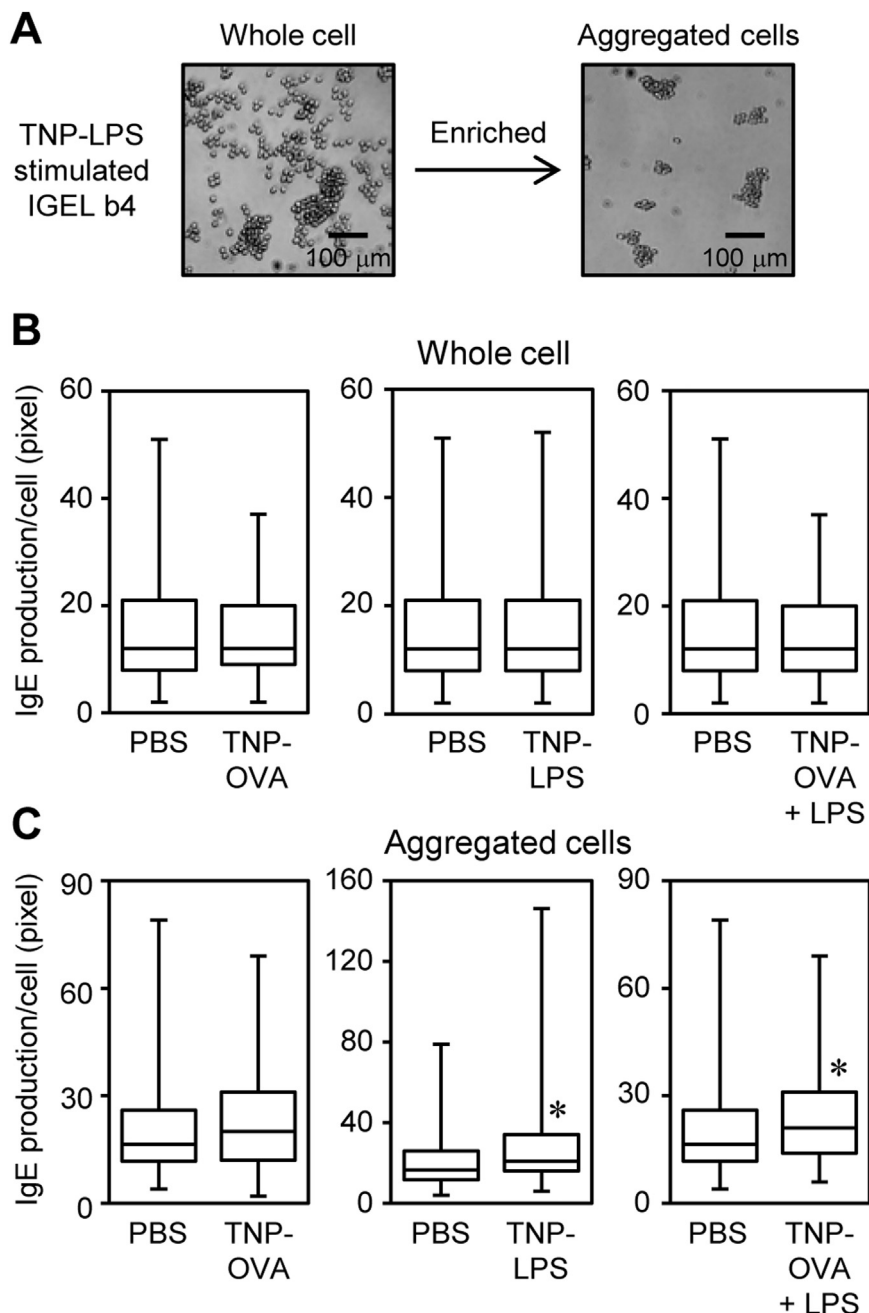 A
Whole cell
Aggregated cells
TNP-LPS
stimulated
IGEL b4
Enriched
100 μm
100 μm
B
Whole cell
IgE production/cell (pixel)
60
40
20
0
PBS
TNP-
OVA
60
40
20
0
PBS
TNP-
LPS
60
40
20
0
PBS
TNP-
OVA
+ LPS
C
Aggregated cells
IgE production/cell (pixel)
90
60
30
0
PBS
TNP-
OVA
160
120
80
40
0
*
PBS
TNP-
LPS
90
60
30
0
*
PBS
TNP-
OVA
+ LPS